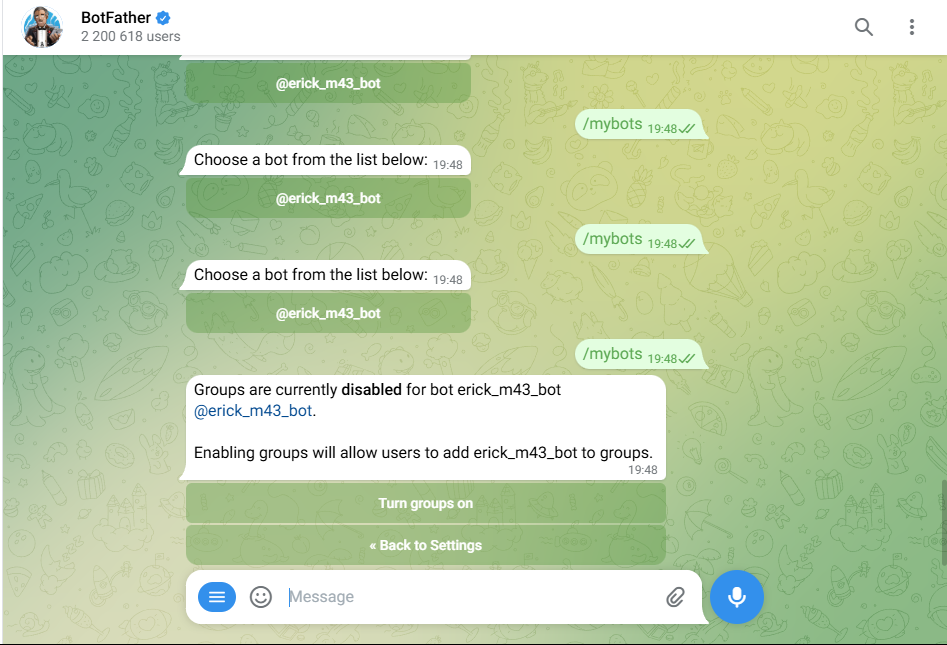 BotFather
2 200 618 users
@erick_m43_bot
/mybots 19:48
Choose a bot from the list below: 19:48
@erick_m43_bot
/mybots 19:48
Choose a bot from the list below: 19:48
@erick_m43_bot
/mybots 19:48
Groups are currently disabled for bot erick_m43_bot
@erick_m43_bot.
Enabling groups will allow users to add erick_m43_bot to groups.
19:48
Turn groups on
« Back to Settings
Message